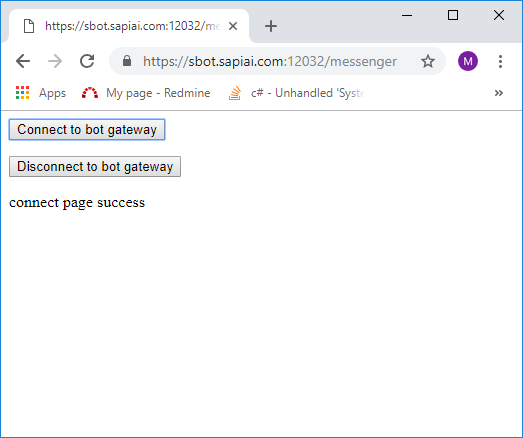 https://sbot.sapiai.com:12032/me
https://sbot.sapiai.com:12032/messenger
M
Apps
My page - Redmine
c# - Unhandled 'Syst
Connect to bot gateway
Disconnect to bot gateway
connect page success